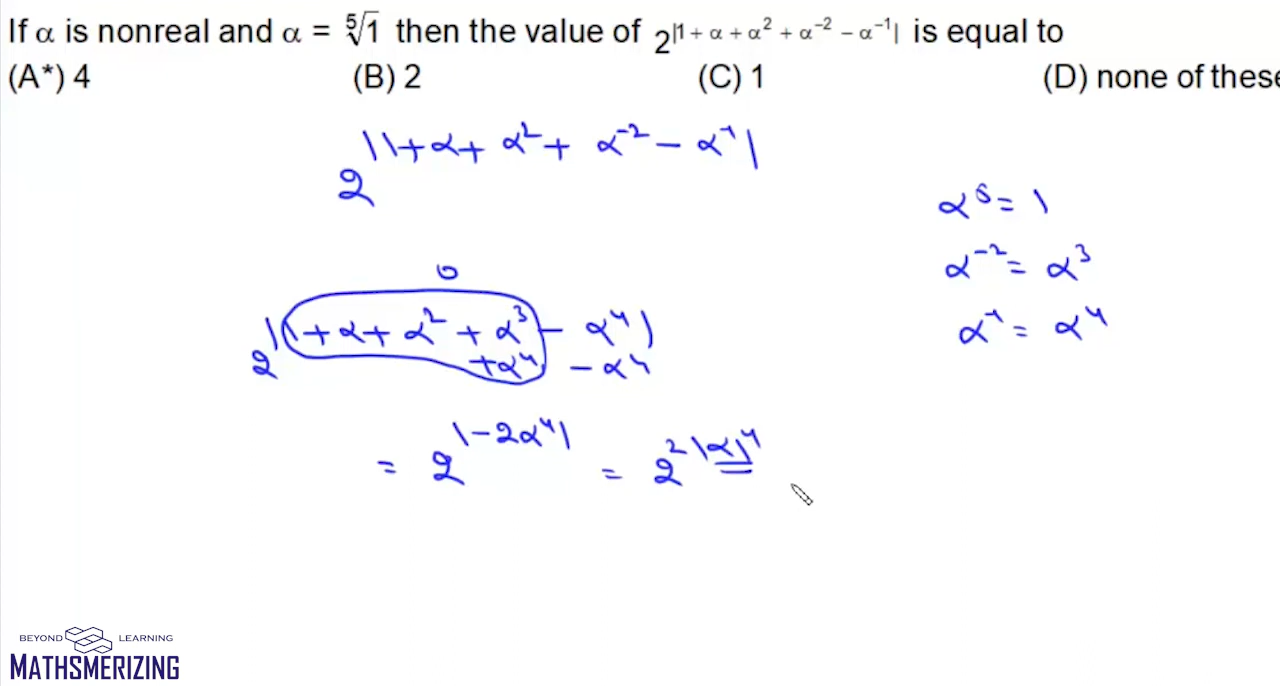 If α is nonreal and α = ⁵√1 then the value of 2^|1 + α + α² + α⁻² − α⁻¹| is equal to
(A*) 4 (B) 2 (C) 1 (D) none of these
2^|1 + α + α² + α⁻² − α⁻¹|
α⁵ = 1
α⁻² = α³
α⁻¹ = α⁴
0
2^|(1 + α + α² + α³ − α⁴|
+α⁴ − α⁴
= 2^|−2α⁴| = 2^2|α|⁴
BEYOND LEARNING
MATHSMERIZING